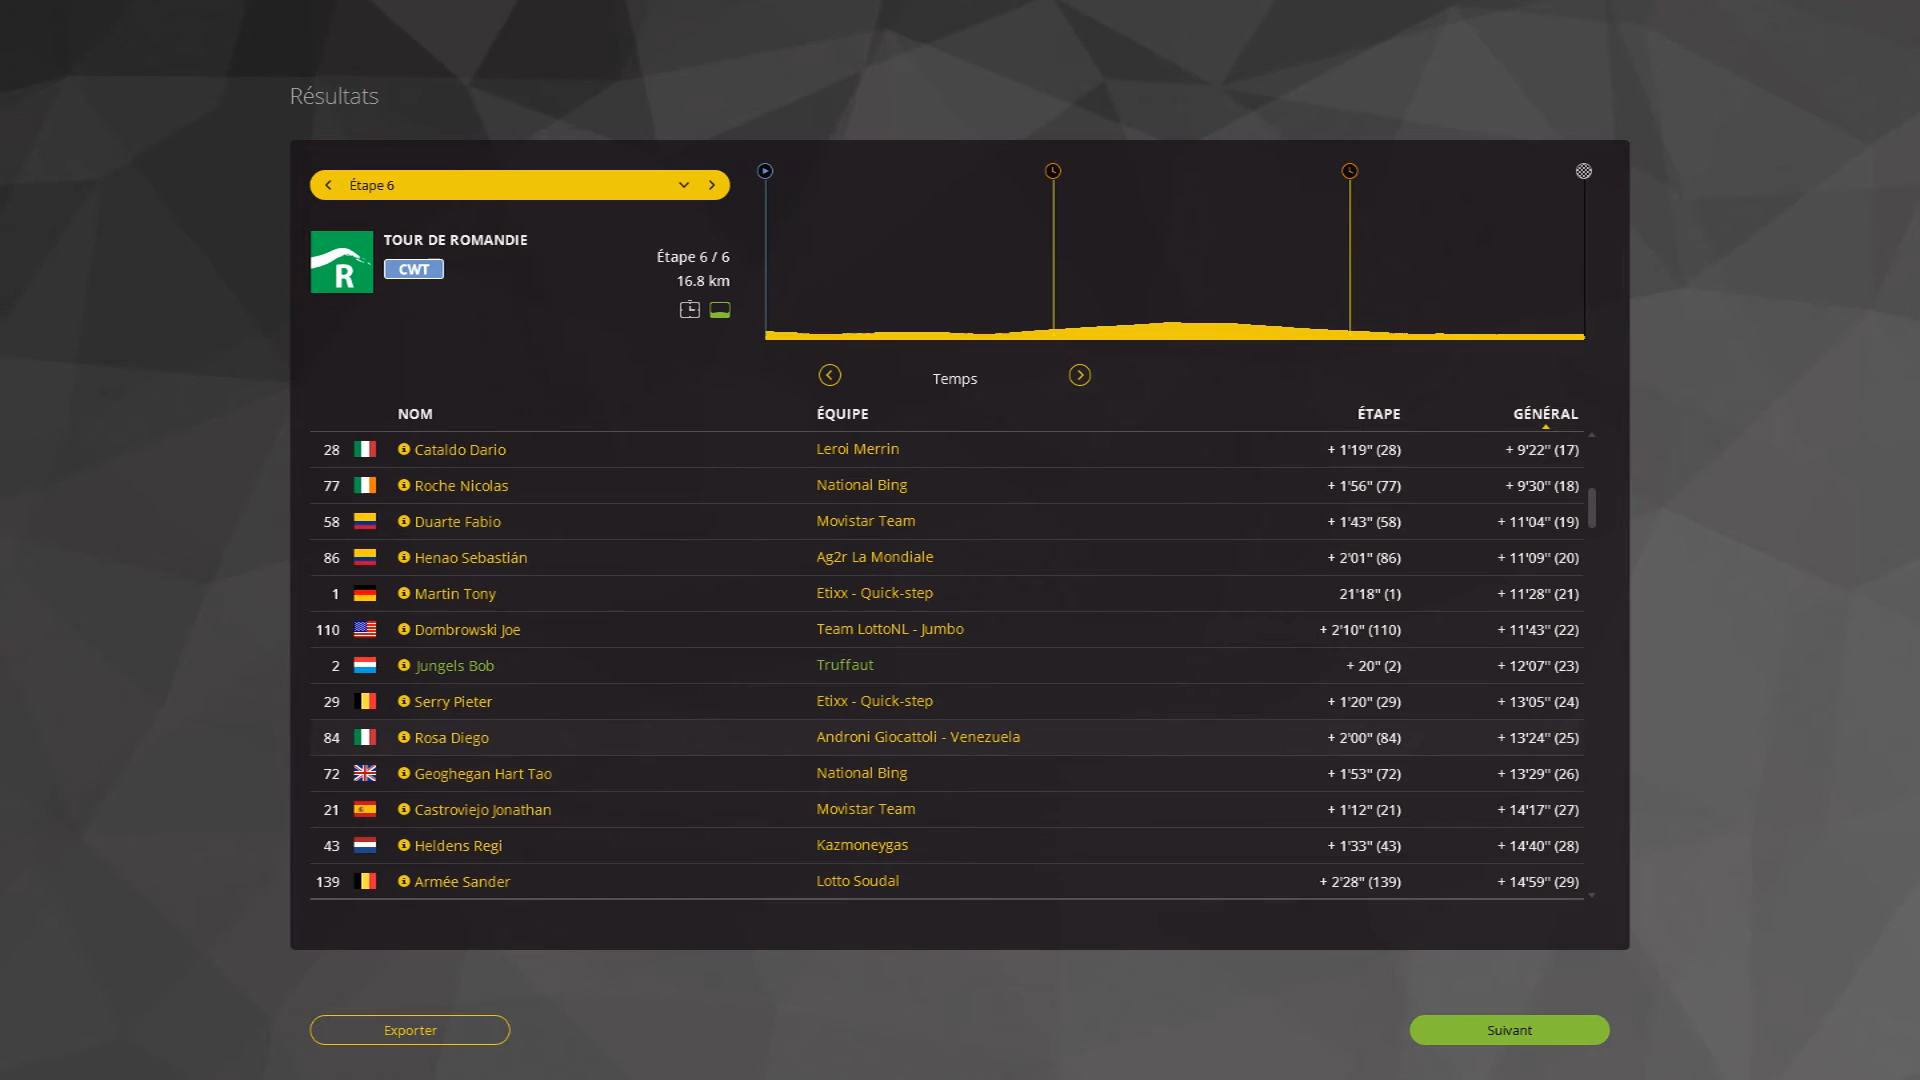 Résultats
Étape 6
R
TOUR DE ROMANDIE
CWT
Étape 6 / 6
16.8 km
Temps
NOM ÉQUIPE ÉTAPE GÉNÉRAL
28 Cataldo Dario Leroi Merrin + 1'19" (28) + 9'22" (17)
77 Roche Nicolas National Bing + 1'56" (77) + 9'30" (18)
58 Duarte Fabio Movistar Team + 1'43" (58) + 11'04" (19)
86 Henao Sebastián Ag2r La Mondiale + 2'01" (86) + 11'09" (20)
1 Martin Tony Etixx - Quick-step 21'18" (1) + 11'28" (21)
110 Dombrowski Joe Team LottoNL - Jumbo + 2'10" (110) + 11'43" (22)
2 Jungels Bob Truffaut + 20" (2) + 12'07" (23)
29 Serry Pieter Etixx - Quick-step + 1'20" (29) + 13'05" (24)
84 Rosa Diego Androni Giocattoli - Venezuela + 2'00" (84) + 13'24" (25)
72 Geoghegan Hart Tao National Bing + 1'53" (72) + 13'29" (26)
21 Castroviejo Jonathan Movistar Team + 1'12" (21) + 14'17" (27)
43 Heldens Regi Kazmoneygas + 1'33" (43) + 14'40" (28)
139 Armée Sander Lotto Soudal + 2'28" (139) + 14'59" (29)
Exporter
Suivant